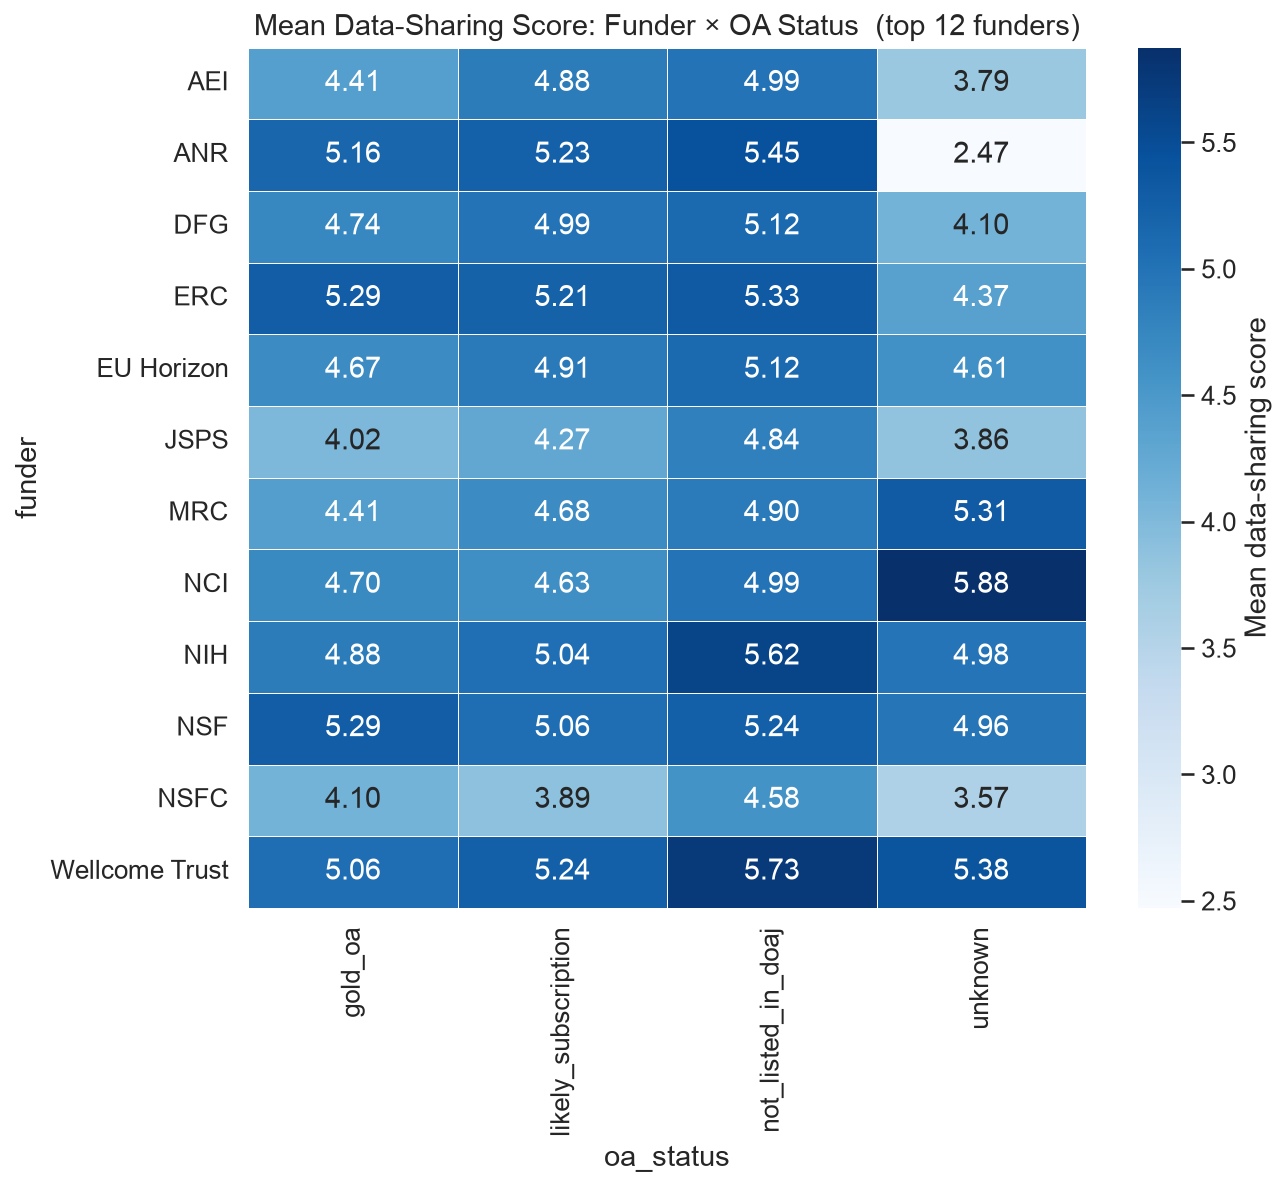 Mean Data-Sharing Score: Funder × OA Status (top 12 funders)
AEI 4.41 4.88 4.99 3.79
ANR 5.16 5.23 5.45 2.47
DFG 4.74 4.99 5.12 4.10
ERC 5.29 5.21 5.33 4.37
EU Horizon 4.67 4.91 5.12 4.61
JSPS 4.02 4.27 4.84 3.86
MRC 4.41 4.68 4.90 5.31
NCI 4.70 4.63 4.99 5.88
NIH 4.88 5.04 5.62 4.98
NSF 5.29 5.06 5.24 4.96
NSFC 4.10 3.89 4.58 3.57
Wellcome Trust 5.06 5.24 5.73 5.38
funder
gold_oa likely_subscription not_listed_in_doaj unknown
oa_status
5.5
5.0
4.5
4.0
3.5
3.0
2.5
Mean data-sharing score